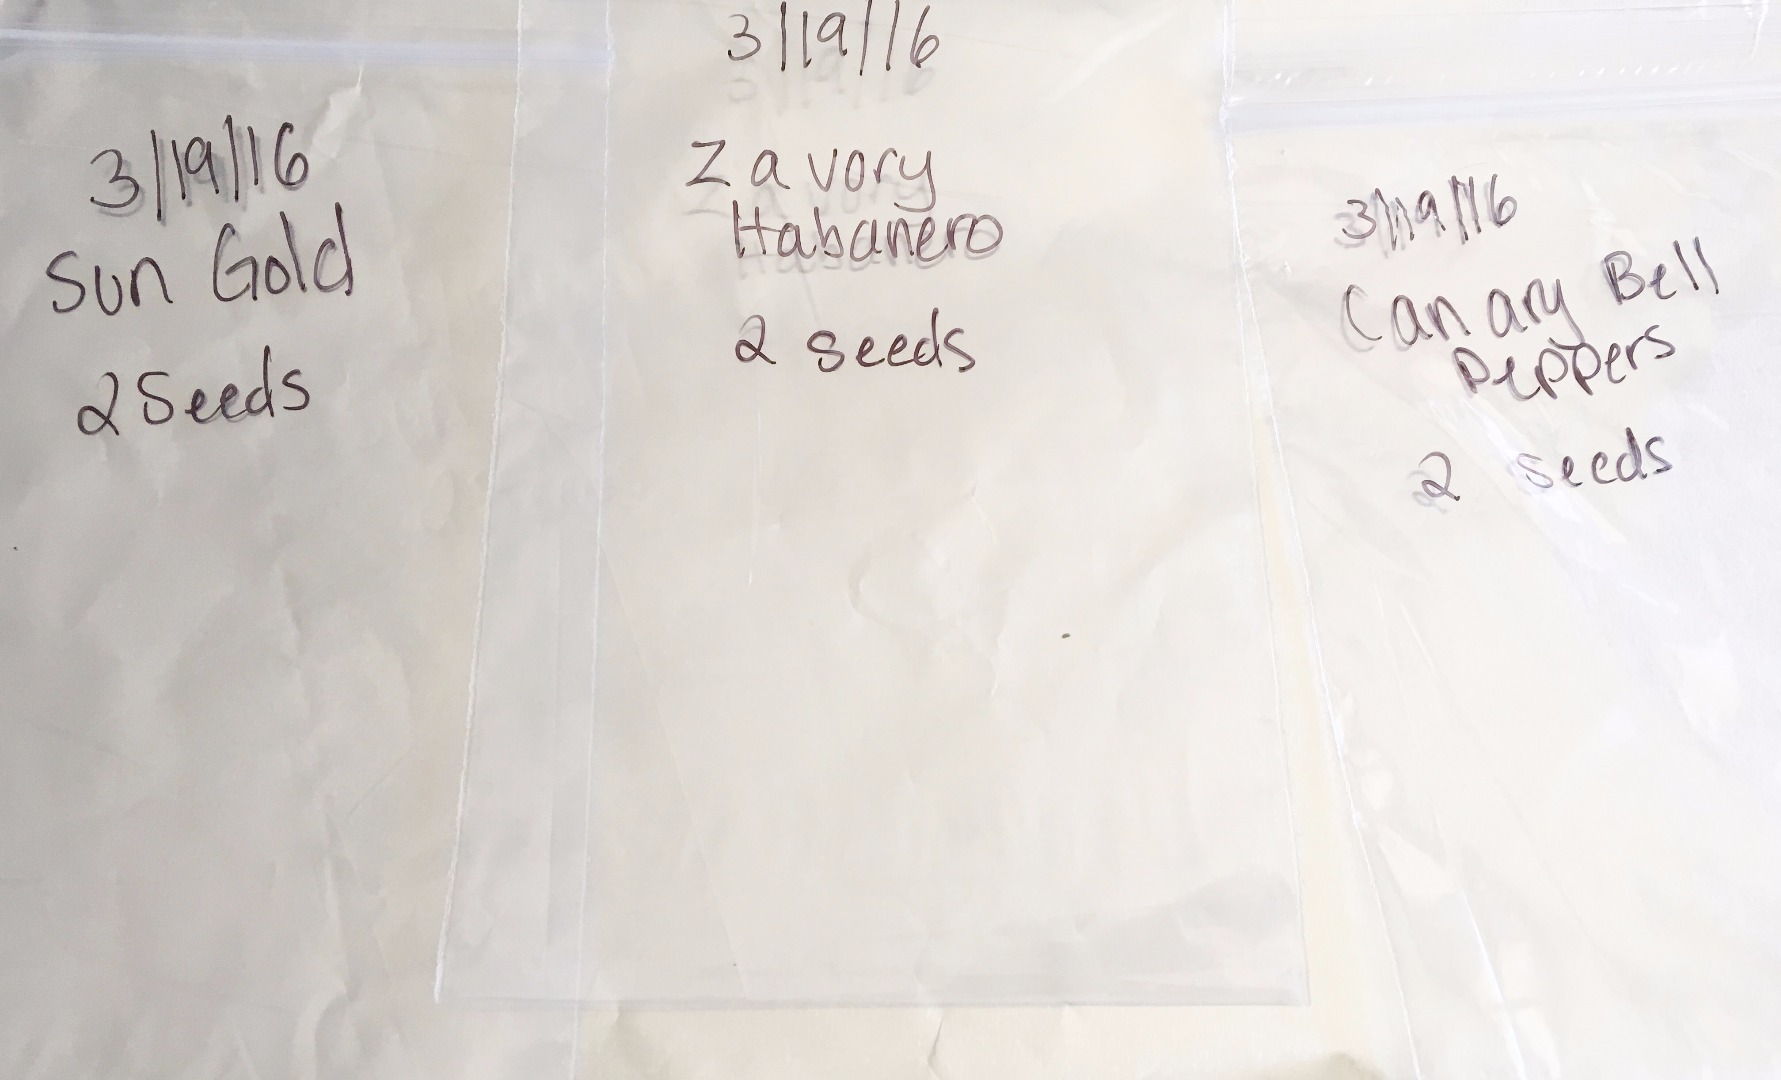 3/19/16
Sun Gold
2 Seeds
3/19/16
Zavory
Habanero
2 seeds
3/19/16
Canary Bell
Peppers
2 seeds